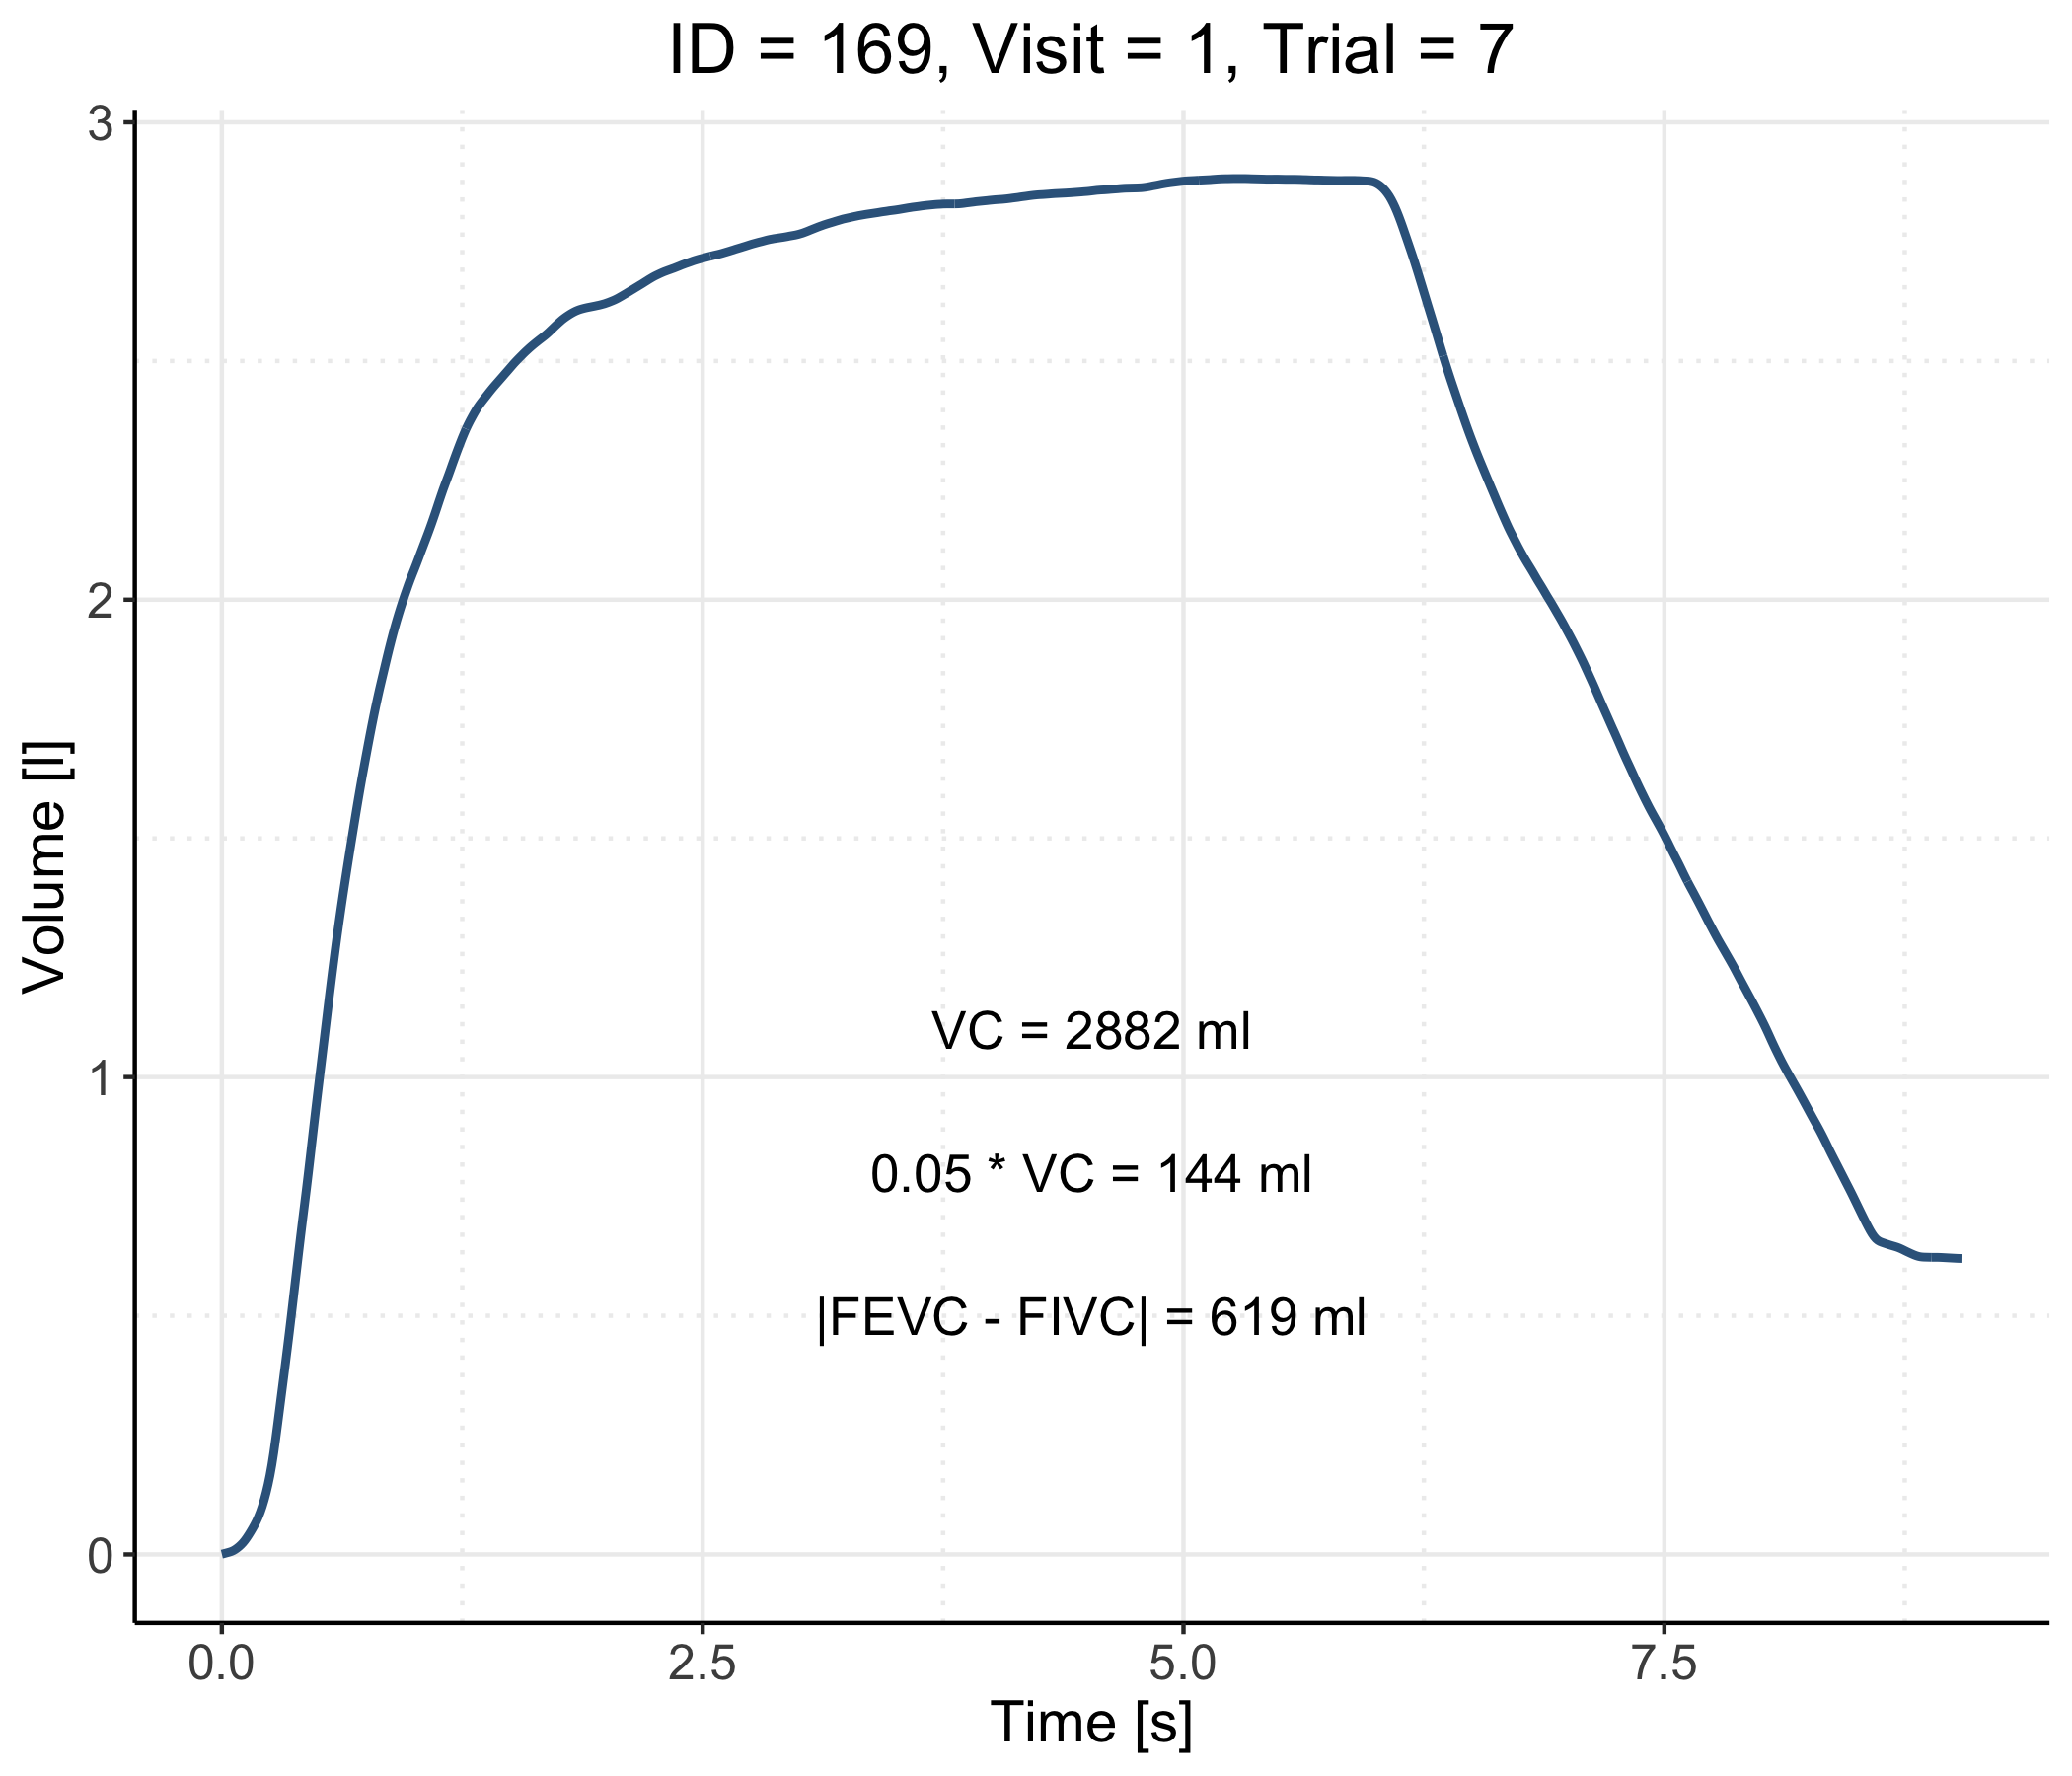 ID = 169, Visit = 1, Trial = 7
3
2
1
0
Volume [l]
VC = 2882 ml
0.05 * VC = 144 ml
|FEVC - FIVC| = 619 ml
0.0 2.5 5.0 7.5
Time [s]